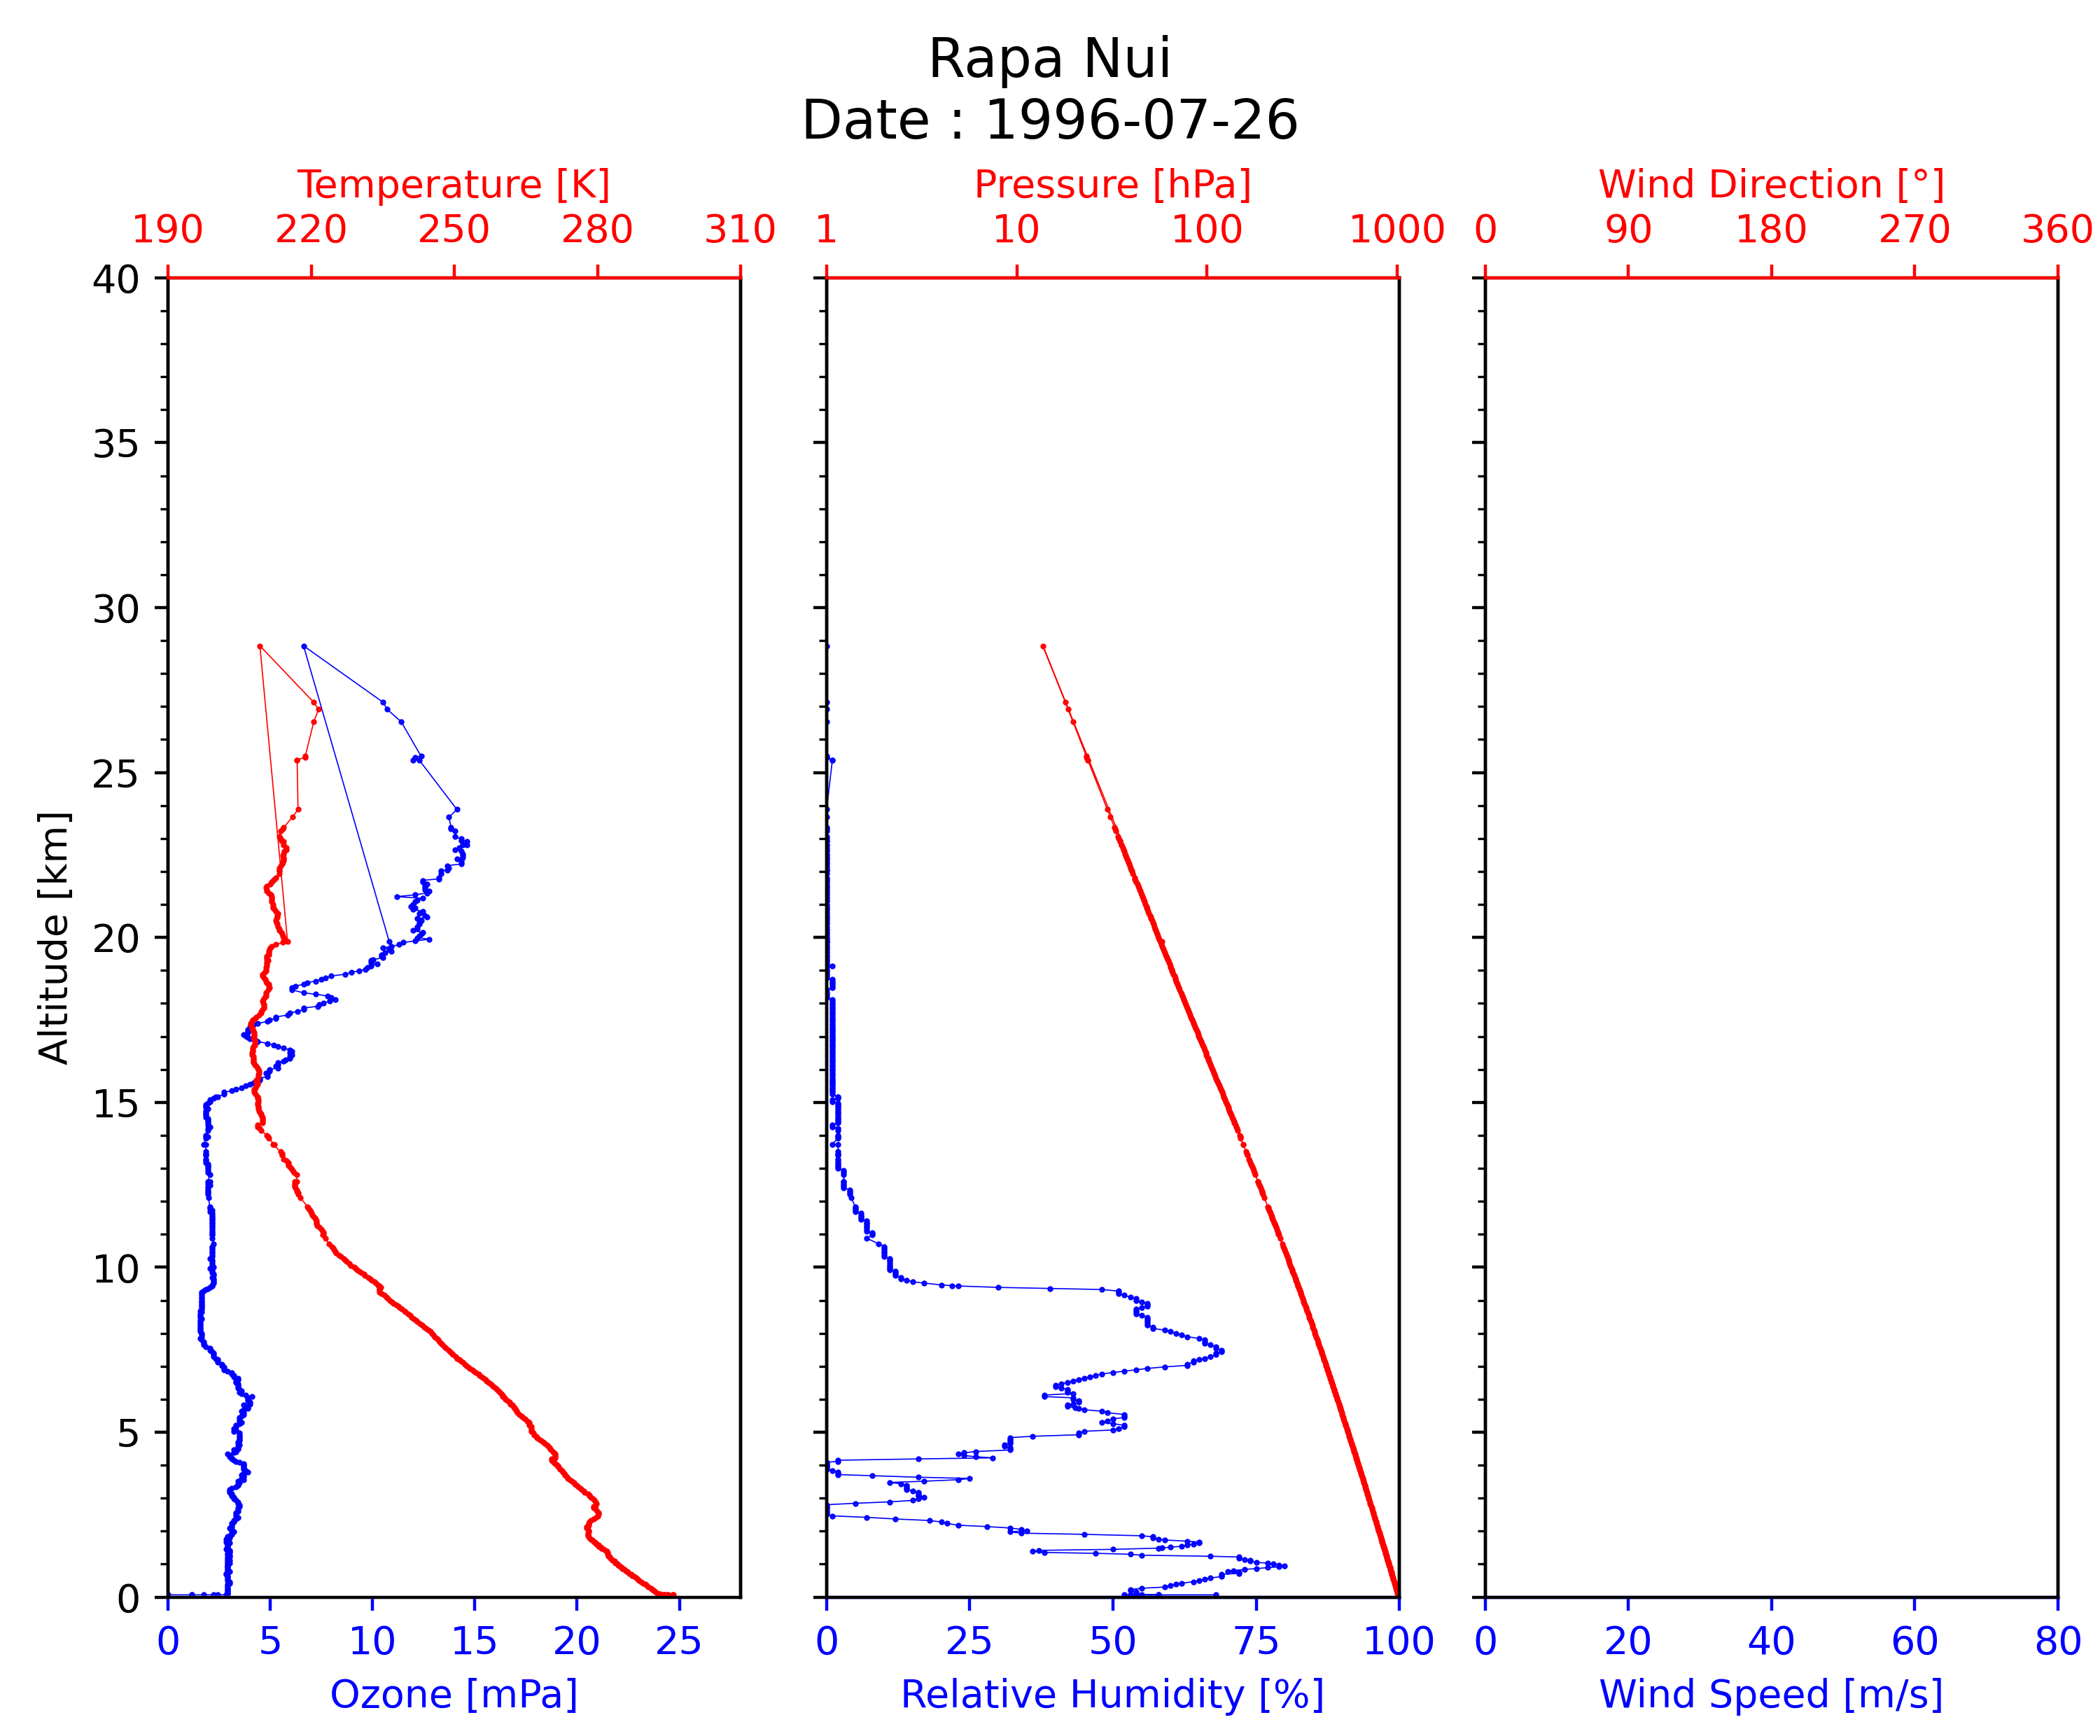 Rapa Nui
Date : 1996-07-26
Temperature [K]
190 220 250 280 310
Pressure [hPa]
1 10 100 1000
Wind Direction [°]
0 90 180 270 360
Altitude [km]
40
35
30
25
20
15
10
5
0
0 5 10 15 20 25
Ozone [mPa]
0 25 50 75 100
Relative Humidity [%]
0 20 40 60 80
Wind Speed [m/s]